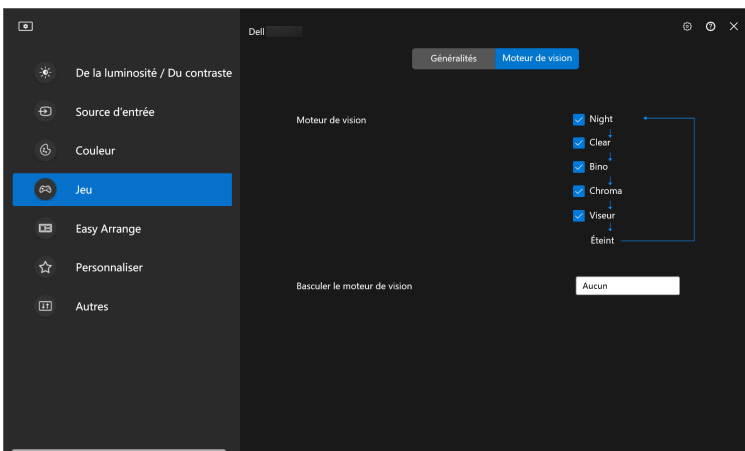 Dell
Généralités
Moteur de vision
De la luminosité / Du contraste
Source d'entrée
Couleur
Jeu
Easy Arrange
Personnaliser
Autres
Moteur de vision
Night
Clear
Bino
Chroma
Viseur
Éteint
Basculer le moteur de vision
Aucun